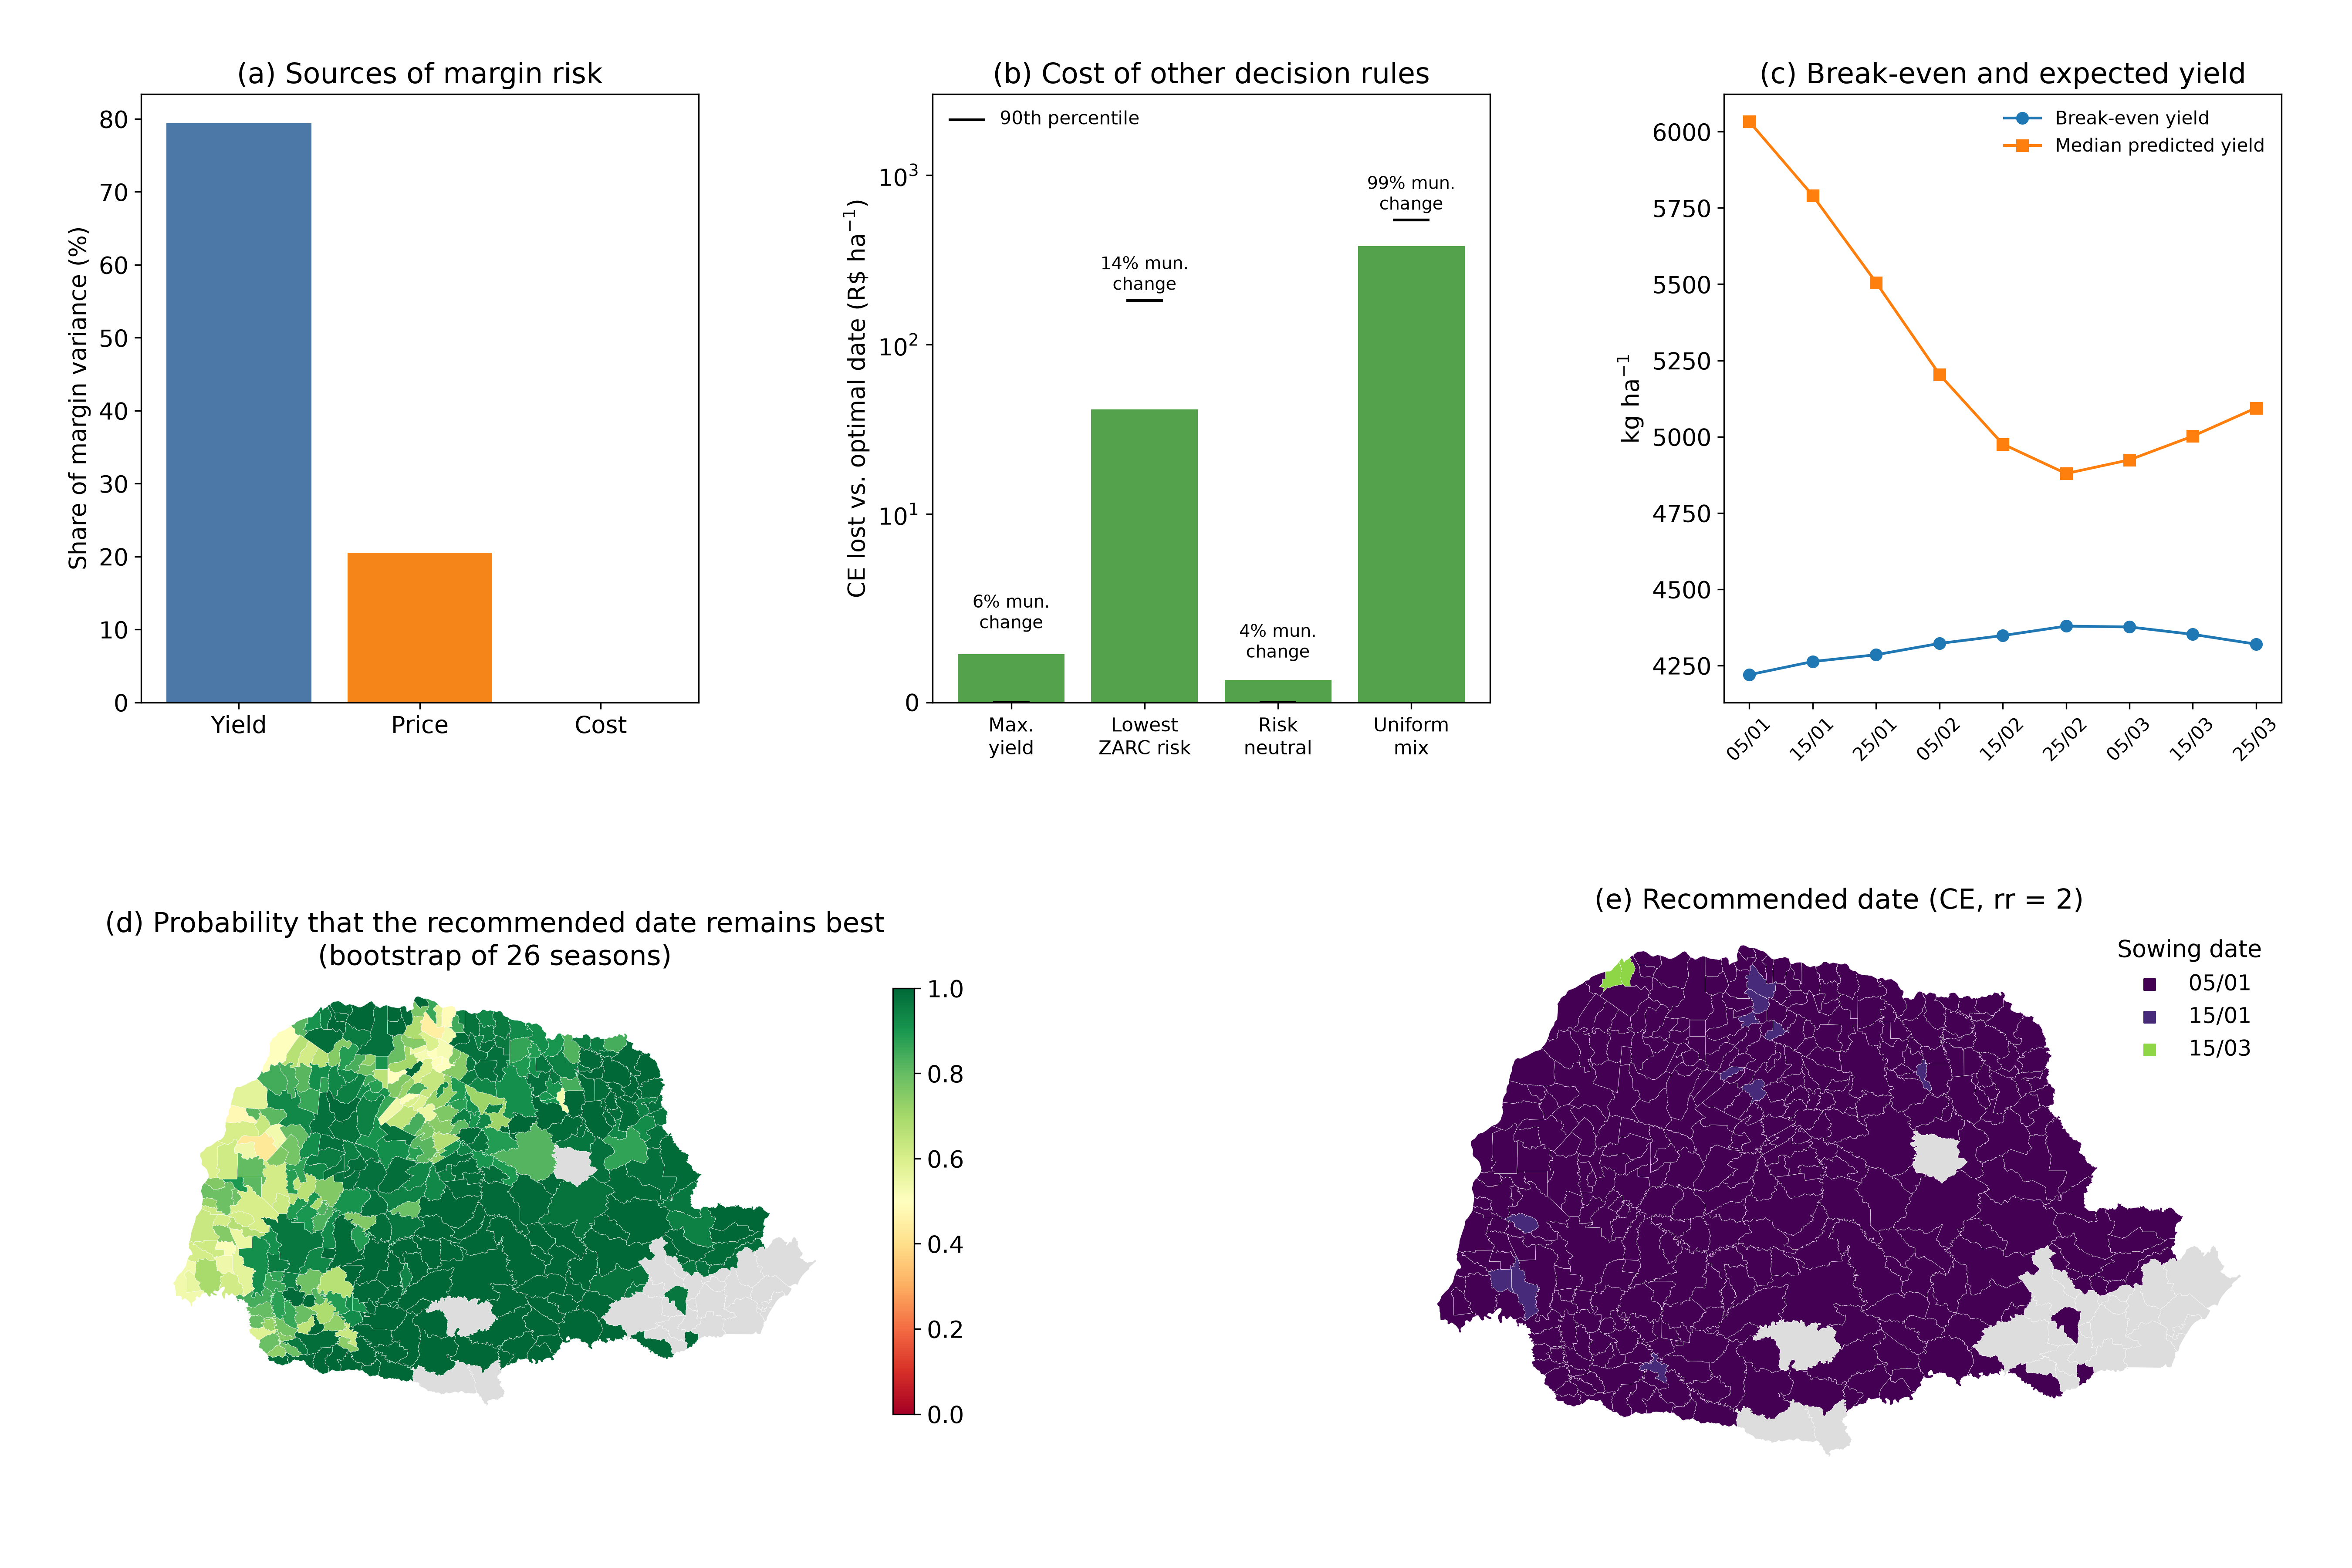 (a) Sources of margin risk
Share of margin variance (%)
80
70
60
50
40
30
20
10
0
Yield
Price
Cost
(b) Cost of other decision rules
CE lost vs. optimal date (R$ ha⁻¹)
90th percentile
10³
10²
10¹
0
6% mun.
change
14% mun.
change
4% mun.
change
99% mun.
change
Max.
yield
Lowest
ZARC risk
Risk
neutral
Uniform
mix
(c) Break-even and expected yield
kg ha⁻¹
Break-even yield
Median predicted yield
6000
5750
5500
5250
5000
4750
4500
4250
05/01
15/01
25/01
05/02
15/02
25/02
05/03
15/03
25/03
(d) Probability that the recommended date remains best
(bootstrap of 26 seasons)
1.0
0.8
0.6
0.4
0.2
0.0
(e) Recommended date (CE, rr = 2)
Sowing date
05/01
15/01
15/03